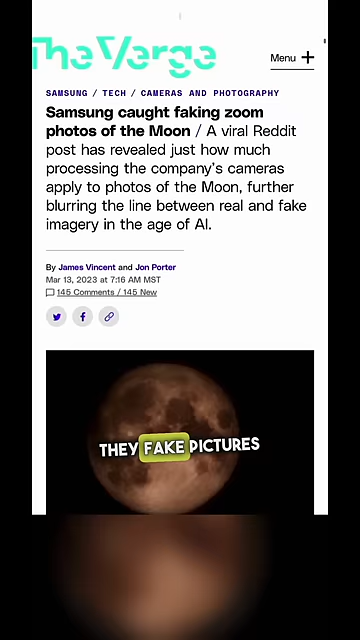 The Verge
Menu
SAMSUNG / TECH / CAMERAS AND PHOTOGRAPHY
Samsung caught faking zoom
photos of the Moon / A viral Reddit
post has revealed just how much
processing the company's cameras
apply to photos of the Moon, further
blurring the line between real and fake
imagery in the age of AI.
By James Vincent and Jon Porter
Mar 13, 2023 at 7:16 AM MST
145 Comments / 145 New
THEY FAKE PICTURES